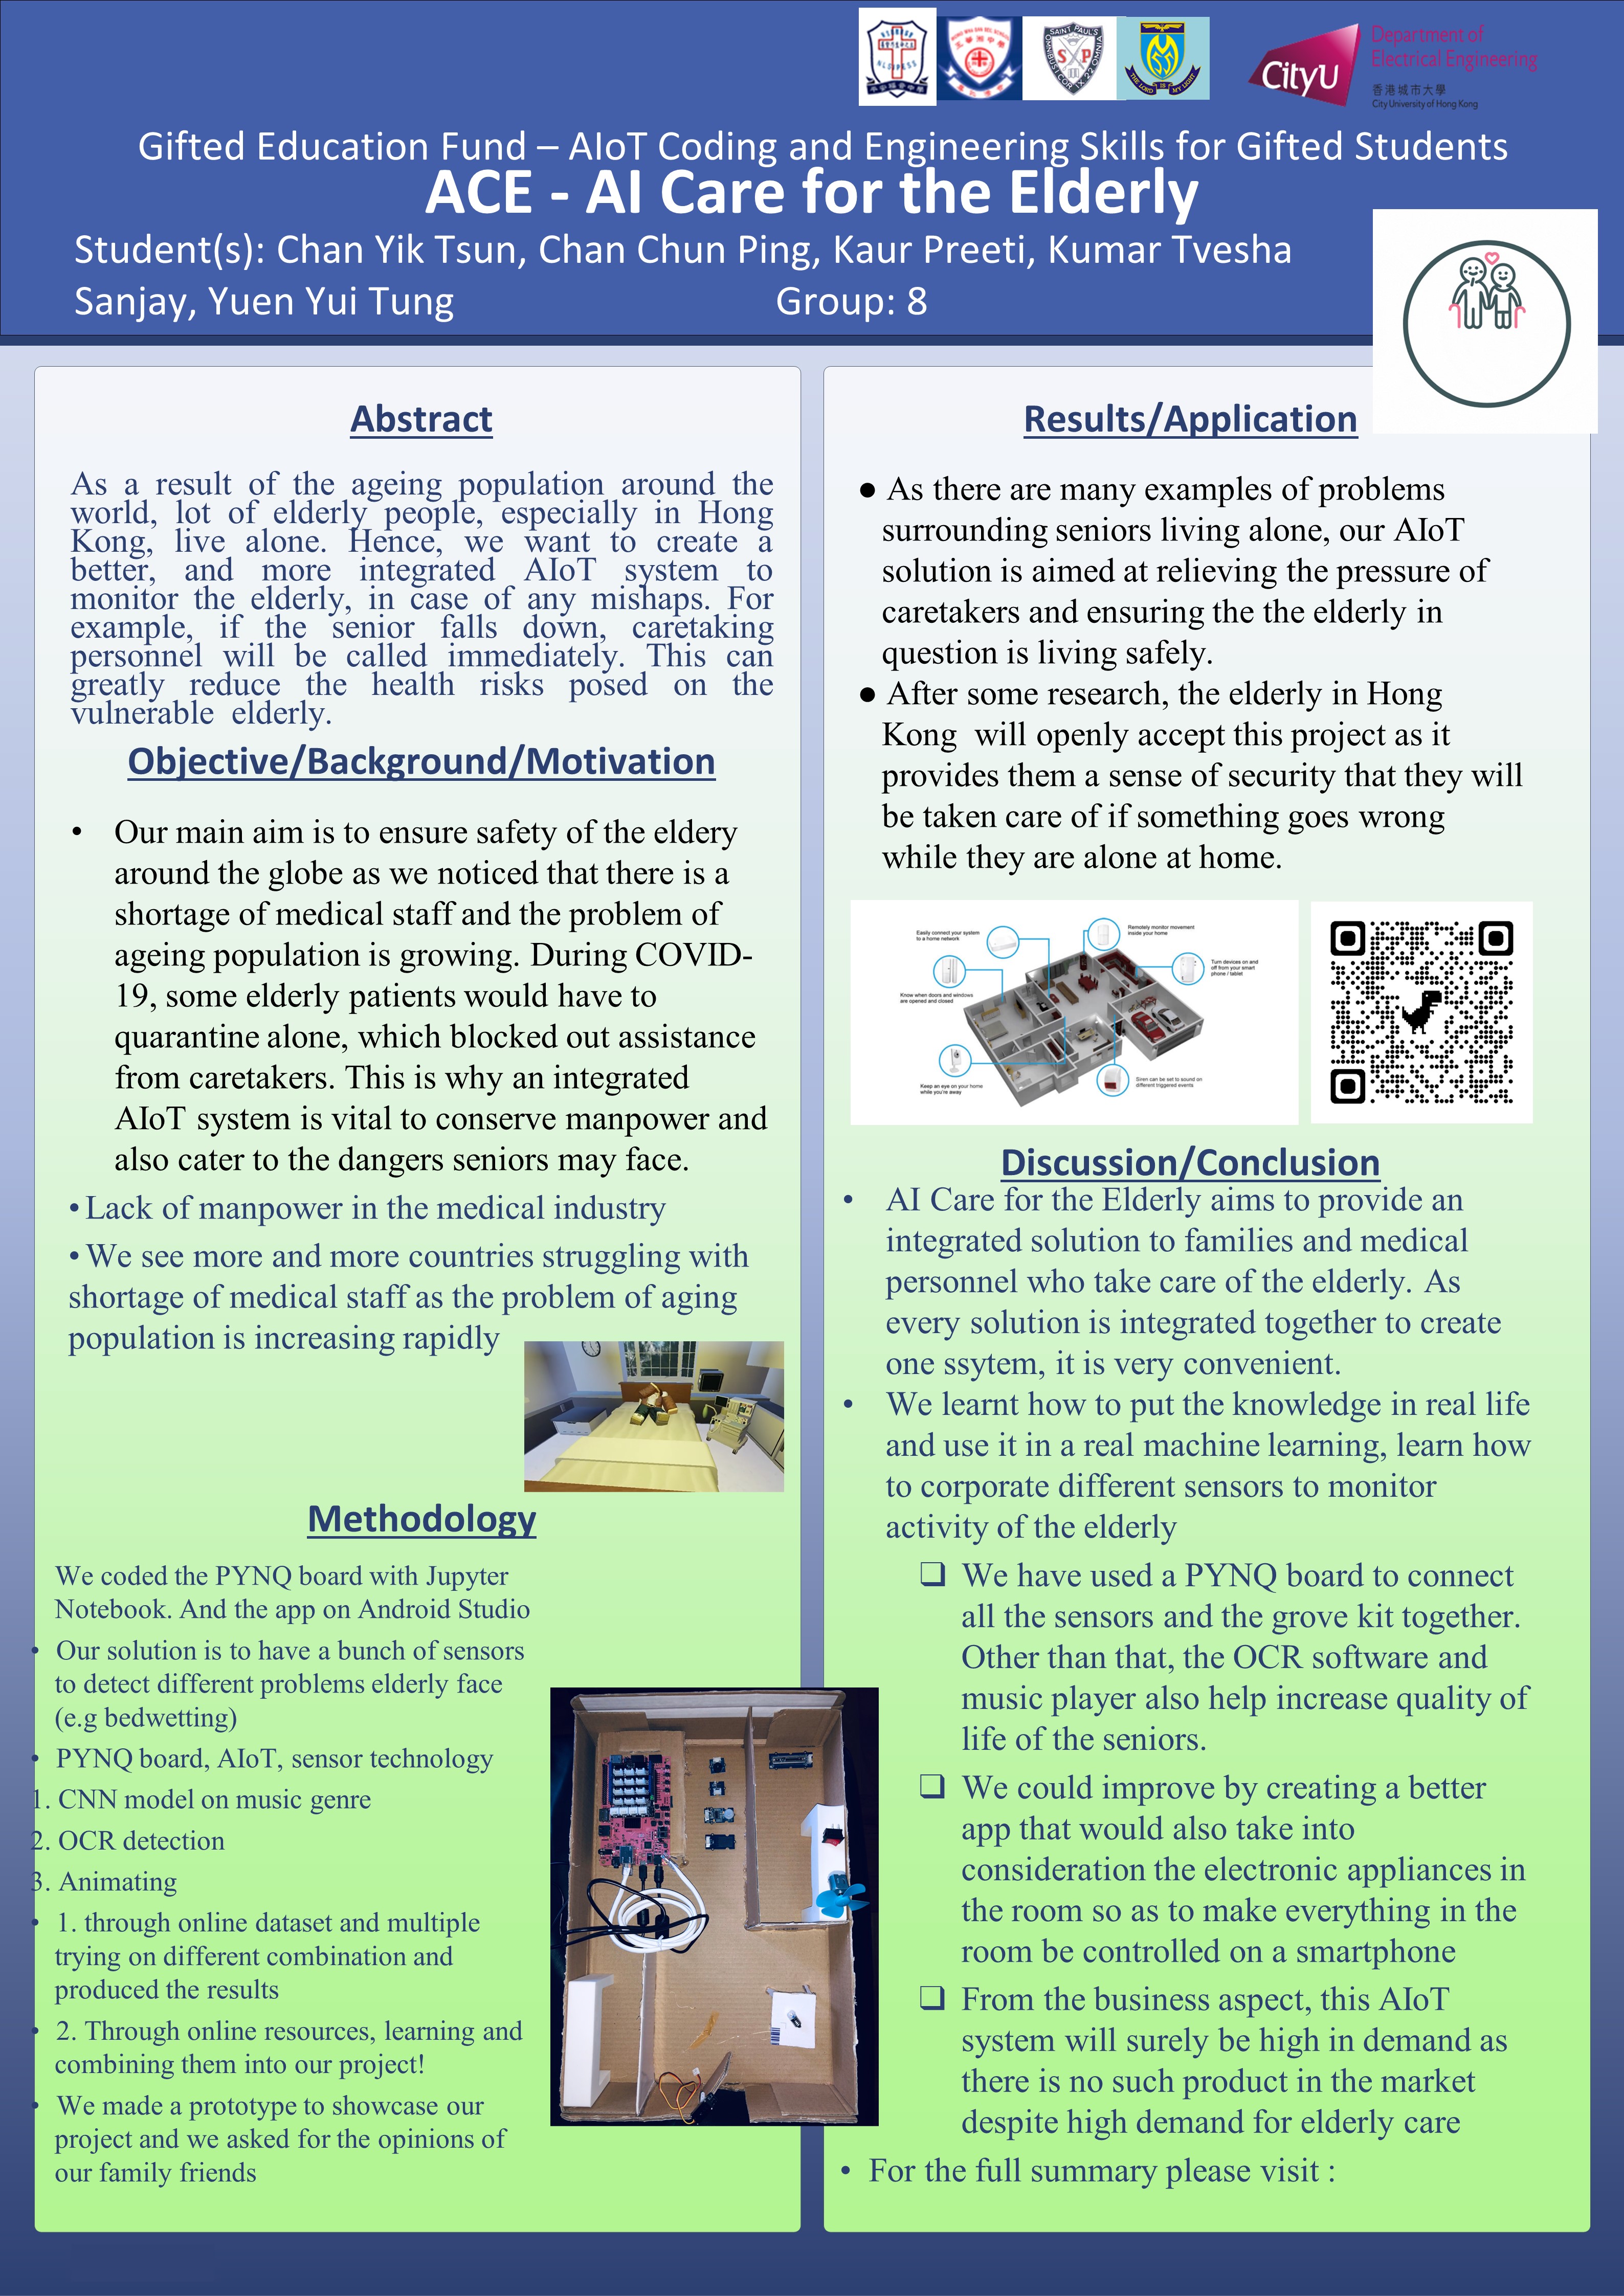 SAINT PAUL'S
S P
OMNIBUS
OMNIA
THE LORD IS MY LIGHT
CityU
Department of
Electrical Engineering
香港城市大學
City University of Hong Kong
Gifted Education Fund – AIoT Coding and Engineering Skills for Gifted Students
ACE - AI Care for the Elderly
Student(s): Chan Yik Tsun, Chan Chun Ping, Kaur Preeti, Kumar Tvesha
Sanjay, Yuen Yui Tung Group: 8
Abstract
As a result of the ageing population around the
world, lot of elderly people, especially in Hong
Kong, live alone. Hence, we want to create a
better, and more integrated AIoT system to
monitor the elderly, in case of any mishaps. For
example, if the senior falls down, caretaking
personnel will be called immediately. This can
greatly reduce the health risks posed on the
vulnerable elderly.
Objective/Background/Motivation
• Our main aim is to ensure safety of the eldery
around the globe as we noticed that there is a
shortage of medical staff and the problem of
ageing population is growing. During COVID-
19, some elderly patients would have to
quarantine alone, which blocked out assistance
from caretakers. This is why an integrated
AIoT system is vital to conserve manpower and
also cater to the dangers seniors may face.
• Lack of manpower in the medical industry
• We see more and more countries struggling with
shortage of medical staff as the problem of aging
population is increasing rapidly
Methodology
We coded the PYNQ board with Jupyter
Notebook. And the app on Android Studio
• Our solution is to have a bunch of sensors
to detect different problems elderly face
(e.g bedwetting)
• PYNQ board, AIoT, sensor technology
1. CNN model on music genre
2. OCR detection
3. Animating
• 1. through online dataset and multiple
trying on different combination and
produced the results
• 2. Through online resources, learning and
combining them into our project!
• We made a prototype to showcase our
project and we asked for the opinions of
our family friends
Results/Application
● As there are many examples of problems
surrounding seniors living alone, our AIoT
solution is aimed at relieving the pressure of
caretakers and ensuring the the elderly in
question is living safely.
● After some research, the elderly in Hong
Kong will openly accept this project as it
provides them a sense of security that they will
be taken care of if something goes wrong
while they are alone at home.
Easily connect your system
to a home network
Remotely monitor movement
inside your home
Turn devices on and
off from your smart
phone / tablet
Know when doors and windows
are opened and closed
Keep an eye on your home
while you're away
Siren can be set to sound on
different triggered events
Discussion/Conclusion
• AI Care for the Elderly aims to provide an
integrated solution to families and medical
personnel who take care of the elderly. As
every solution is integrated together to create
one ssytem, it is very convenient.
• We learnt how to put the knowledge in real life
and use it in a real machine learning, learn how
to corporate different sensors to monitor
activity of the elderly
❑ We have used a PYNQ board to connect
all the sensors and the grove kit together.
Other than that, the OCR software and
music player also help increase quality of
life of the seniors.
❑ We could improve by creating a better
app that would also take into
consideration the electronic appliances in
the room so as to make everything in the
room be controlled on a smartphone
❑ From the business aspect, this AIoT
system will surely be high in demand as
there is no such product in the market
despite high demand for elderly care
• For the full summary please visit :